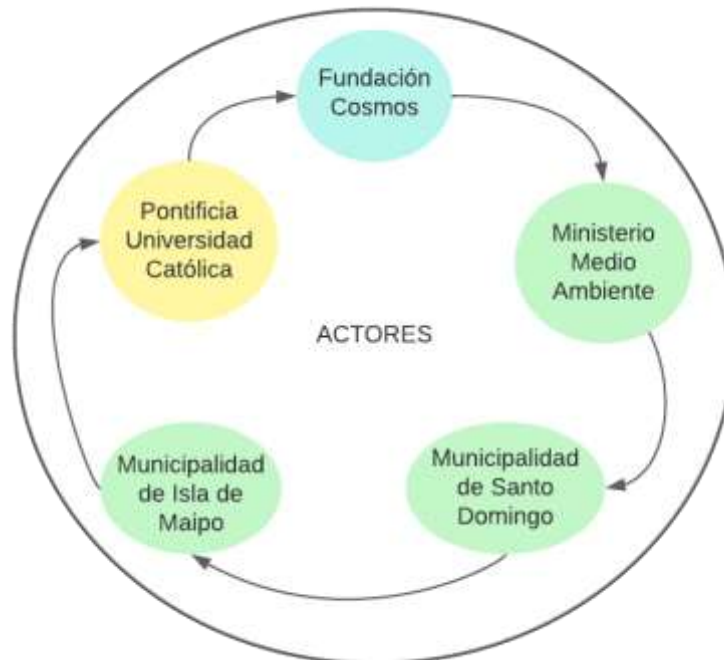 Fundación
Cosmos
Pontificia
Universidad
Católica
Ministerio
Medio
Ambiente
ACTORES
Municipalidad
de Isla de
Maipo
Municipalidad
de Santo
Domingo